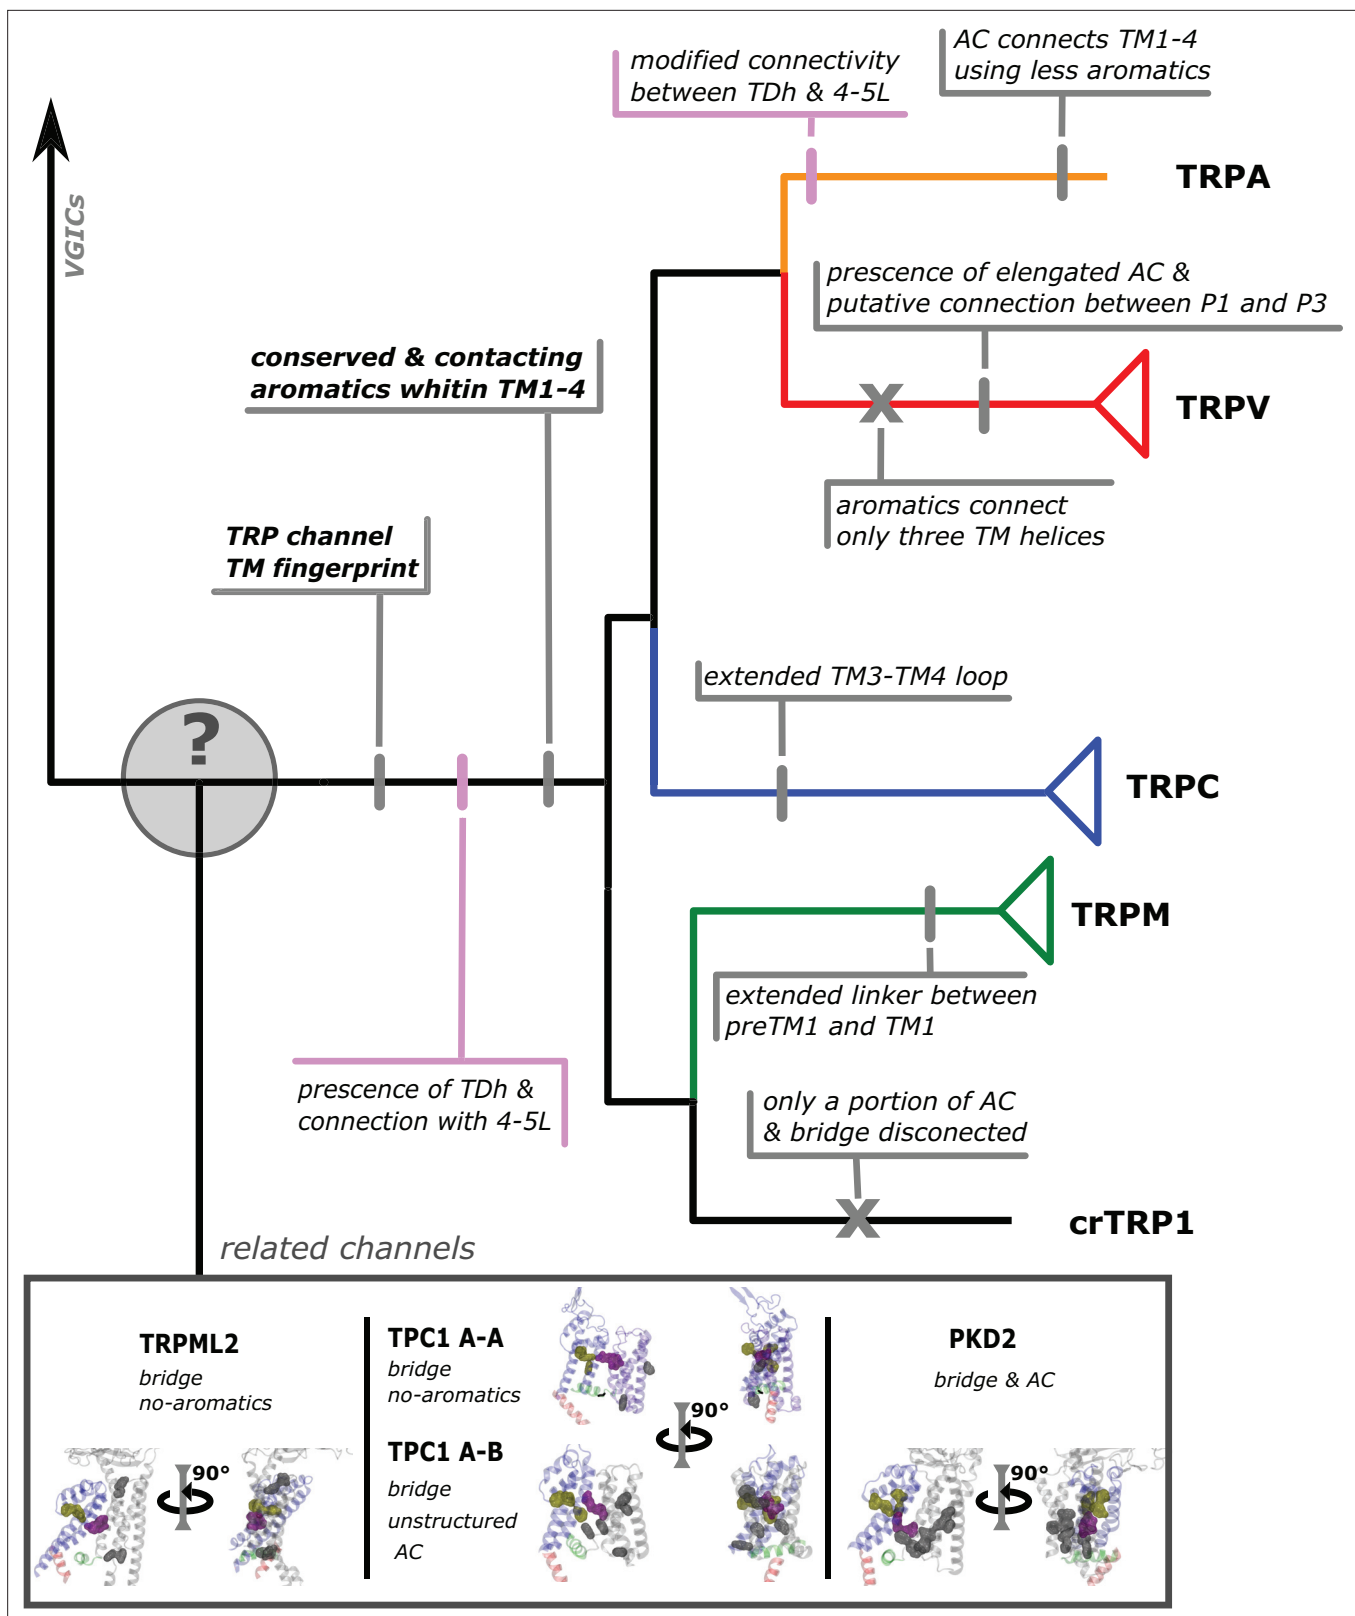 modified connectivity
between TDh & 4-5L
AC connects TM1-4
using less aromatics
VGICs
TRPA
prescence of elengated AC &
putative connection between P1 and P3
conserved & contacting
aromatics whitin TM1-4
TRPV
aromatics connect
only three TM helices
TRP channel
TM fingerprint
extended TM3-TM4 loop
?
TRPC
TRPM
extended linker between
preTM1 and TM1
prescence of TDh &
connection with 4-5L
only a portion of AC
& bridge disconected
X
X
crTRP1
related channels
TRPML2
bridge
no-aromatics
90°
TPC1 A-A
bridge
no-aromatics
90°
TPC1 A-B
bridge
unstructured
AC
PKD2
bridge & AC
90°